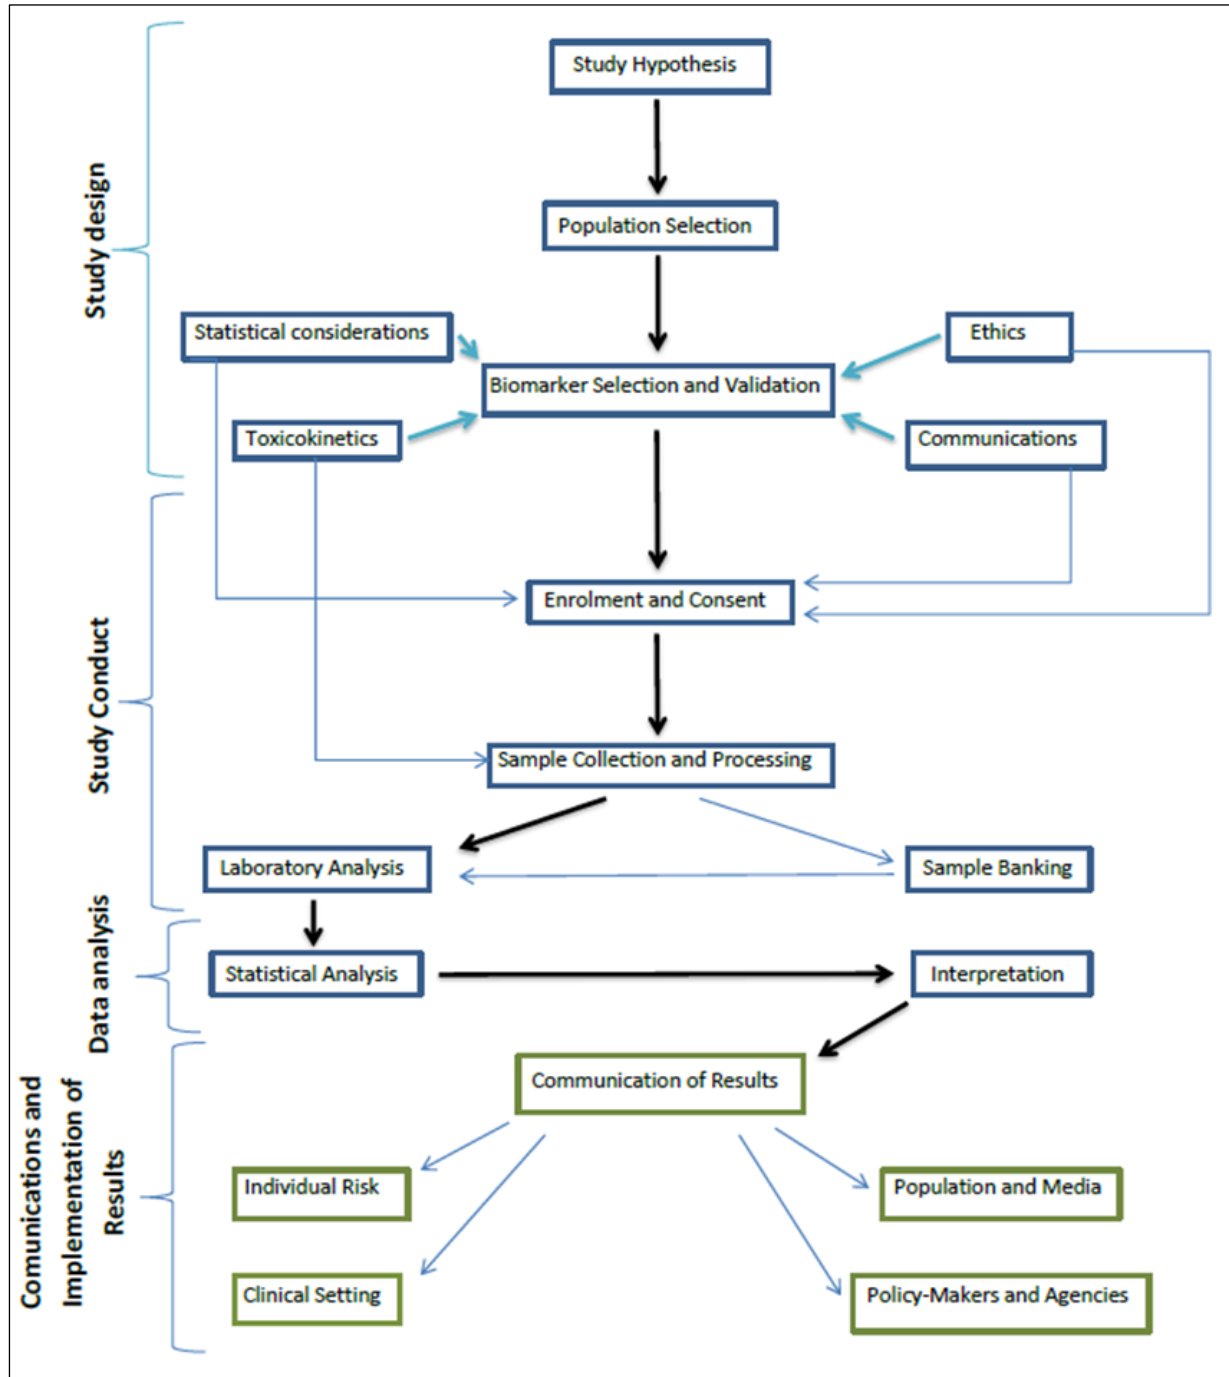 Study design
Study Hypothesis
Population Selection
Statistical considerations
Ethics
Biomarker Selection and Validation
Toxicokinetics
Communications
Study Conduct
Enrolment and Consent
Sample Collection and Processing
Laboratory Analysis
Sample Banking
Data analysis
Statistical Analysis
Interpretation
Comunications and
Implementation of
Results
Communication of Results
Individual Risk
Population and Media
Clinical Setting
Policy-Makers and Agencies